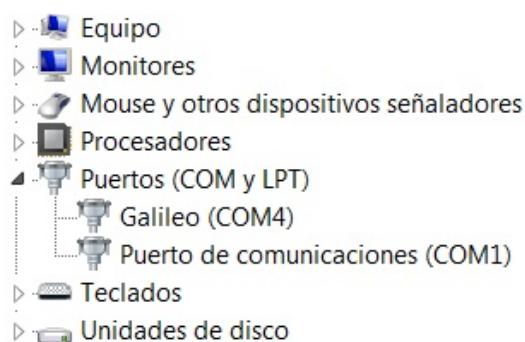 Equipo
Monitores
Mouse y otros dispositivos señaladores
Procesadores
Puertos (COM y LPT)
Galileo (COM4)
Puerto de comunicaciones (COM1)
Teclados
Unidades de disco